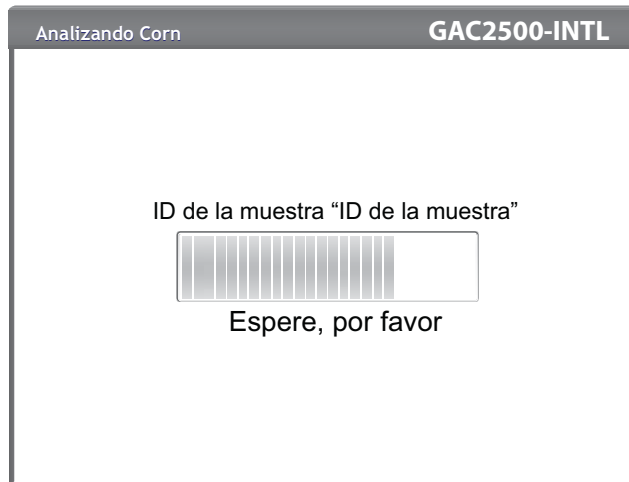 Analizando Corn GAC2500-INTL
ID de la muestra “ID de la muestra”
Espere, por favor